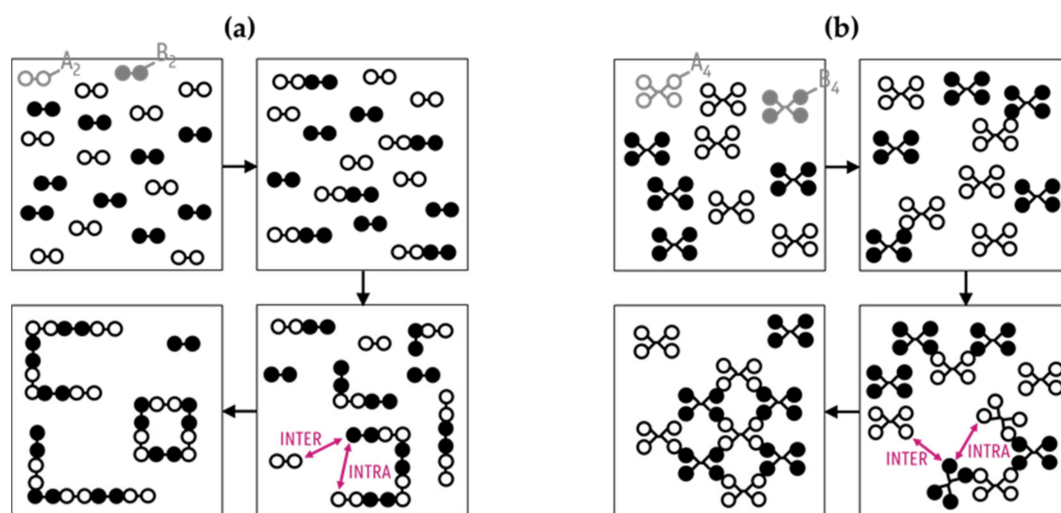 (a)
(b)
A2
B2
A4
B4
INTER
INTRA
INTER
INTRA